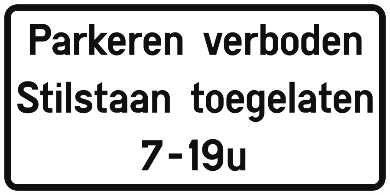 Parkeren verboden
Stilstaan toegelaten
7-19u